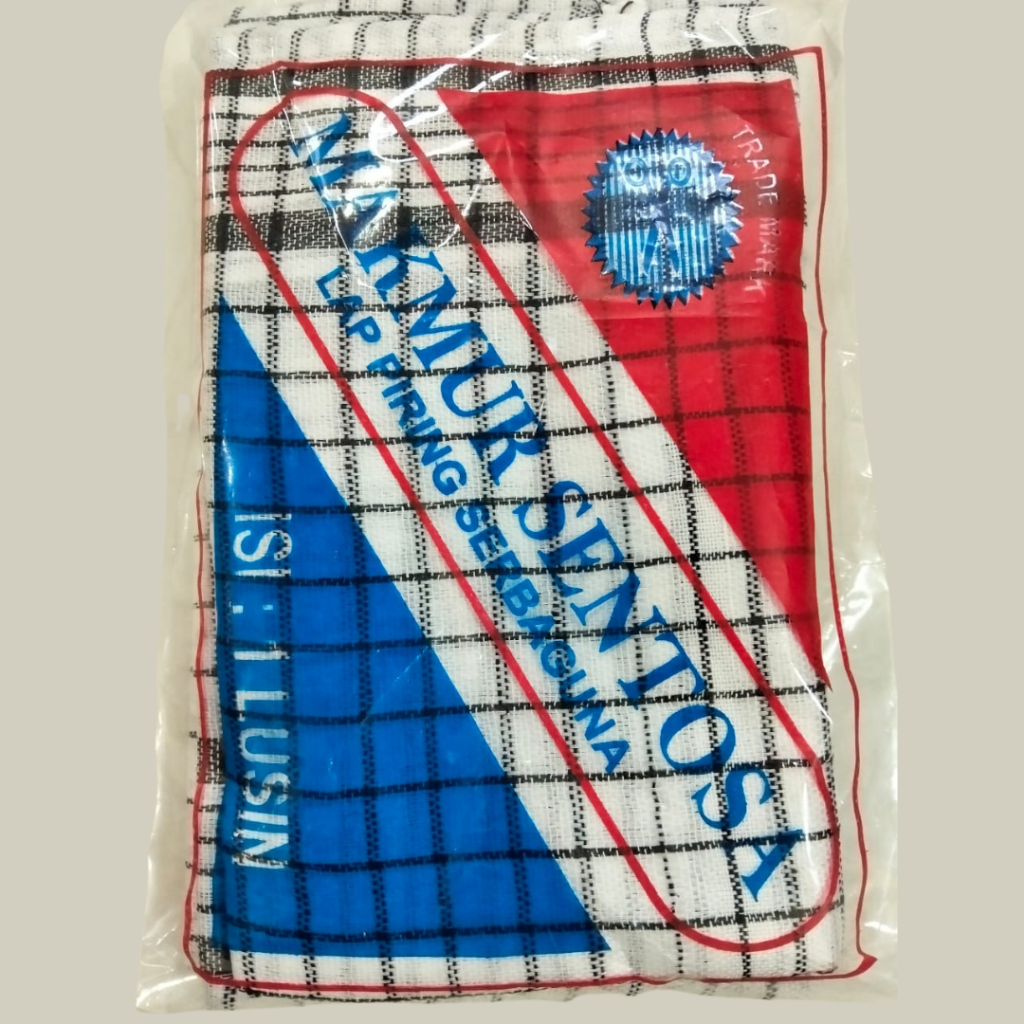 MAKMUR SENTOSA
LAP PIRING SERBAGUNA
TRADE MARK
ISI : 1 LUSIN